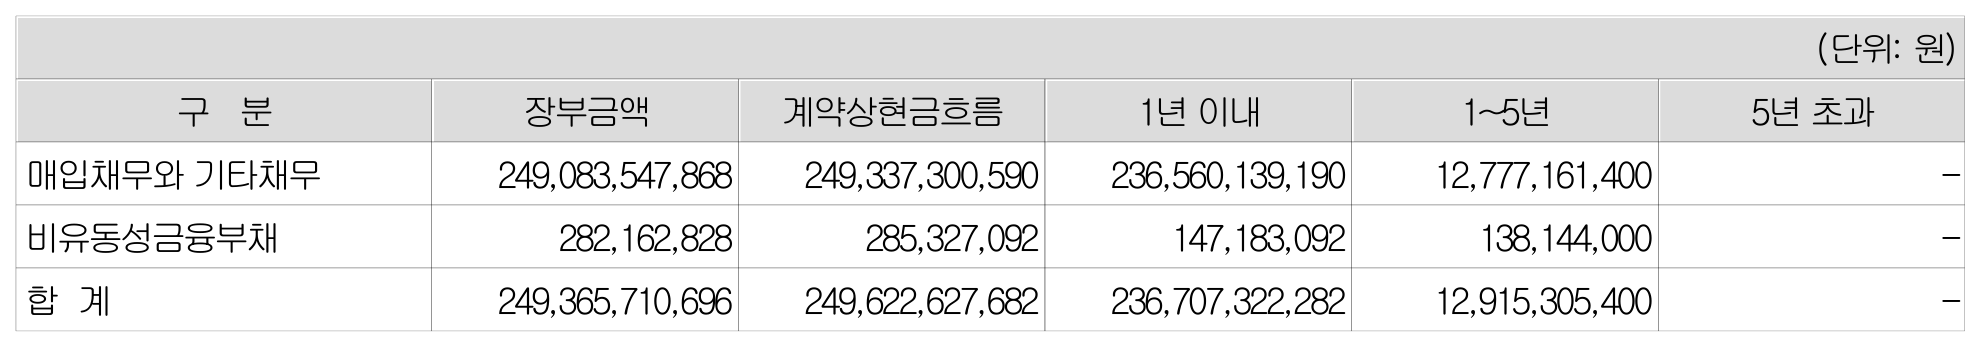 (단위: 원)
구 분 장부금액 계약상현금흐름 1년 이내 1~5년 5년 초과
매입채무와 기타채무 249,083,547,868 249,337,300,590 236,560,139,190 12,777,161,400 -
비유동성금융부채 282,162,828 285,327,092 147,183,092 138,144,000 -
합 계 249,365,710,696 249,622,627,682 236,707,322,282 12,915,305,400 -